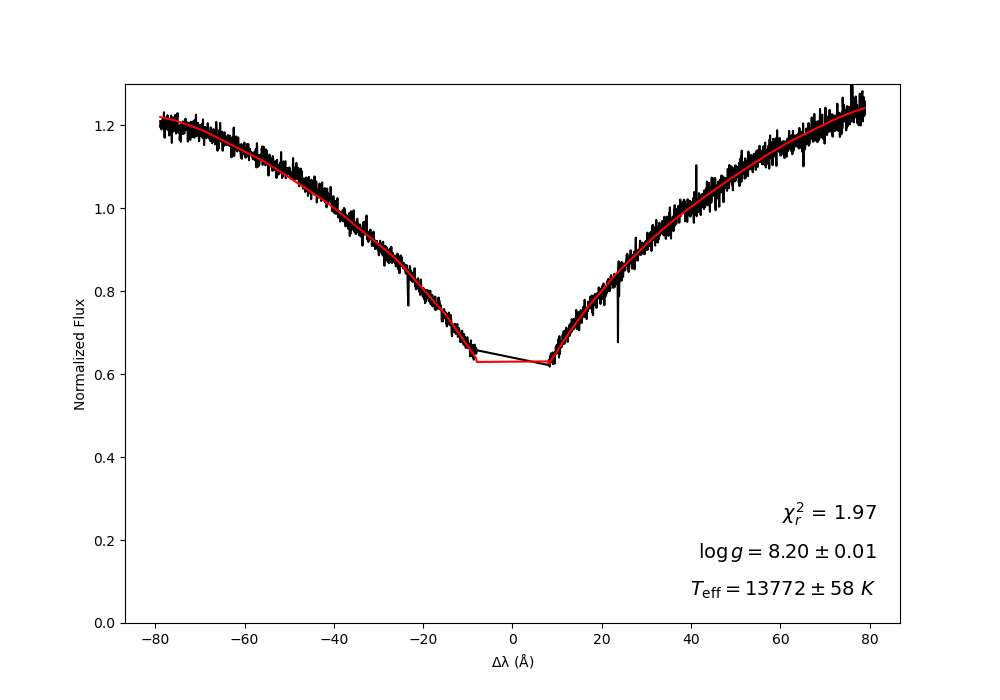 1.2
1.0
0.8
0.6
0.4
0.2
0.0
Normalized Flux
χ²ᵣ = 1.97
log g = 8.20 ± 0.01
T_eff = 13772 ± 58 K
−80 −60 −40 −20 0 20 40 60 80
Δλ (Å)